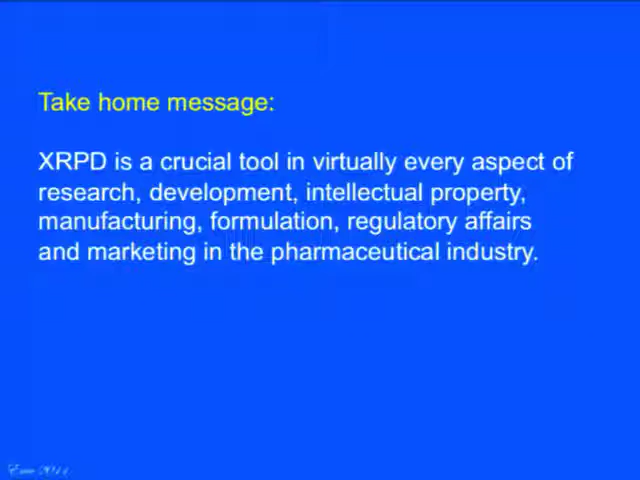 Take home message:
XRPD is a crucial tool in virtually every aspect of
research, development, intellectual property,
manufacturing, formulation, regulatory affairs
and marketing in the pharmaceutical industry.